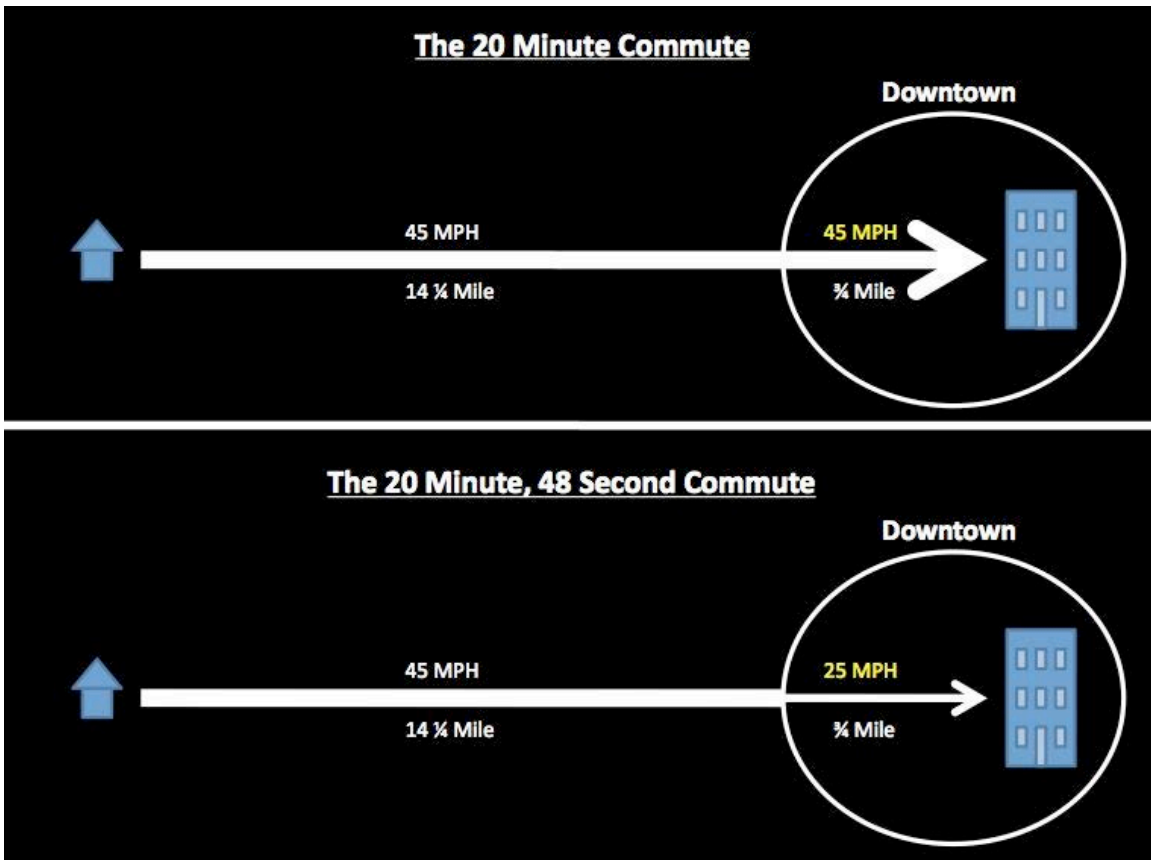 The 20 Minute Commute
Downtown
45 MPH
45 MPH
14 ¼ Mile
¾ Mile
The 20 Minute, 48 Second Commute
Downtown
45 MPH
25 MPH
14 ¼ Mile
¾ Mile